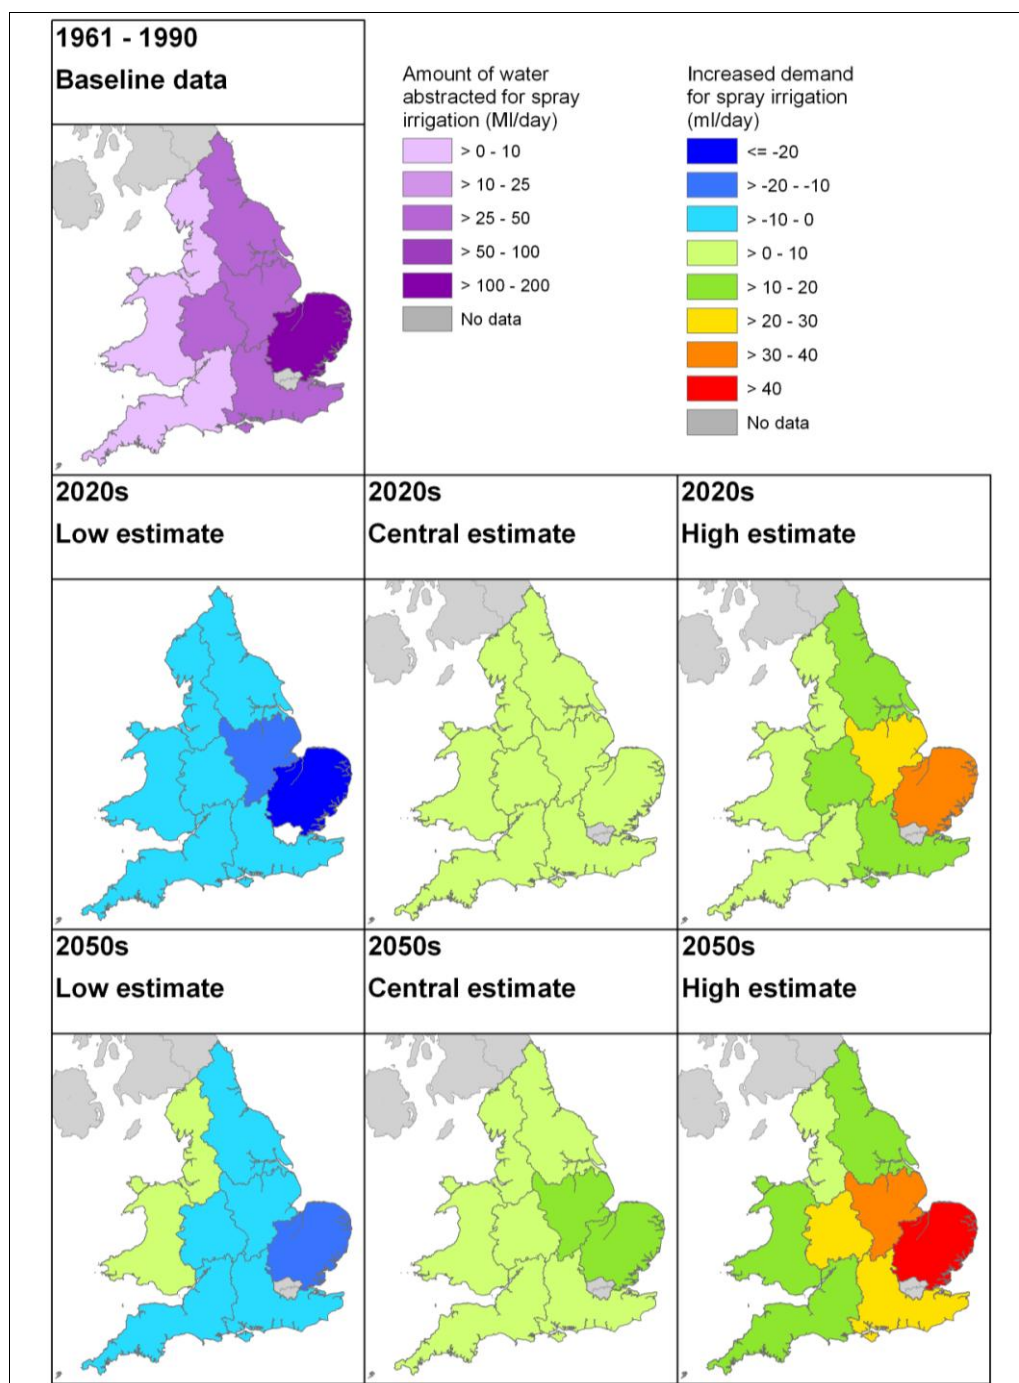 1961 - 1990
Baseline data
Amount of water
abstracted for spray
irrigation (Ml/day)
> 0 - 10
> 10 - 25
> 25 - 50
> 50 - 100
> 100 - 200
No data
Increased demand
for spray irrigation
(ml/day)
<= -20
> -20 - -10
> -10 - 0
> 0 - 10
> 10 - 20
> 20 - 30
> 30 - 40
> 40
No data
2020s
Low estimate
2020s
Central estimate
2020s
High estimate
2050s
Low estimate
2050s
Central estimate
2050s
High estimate